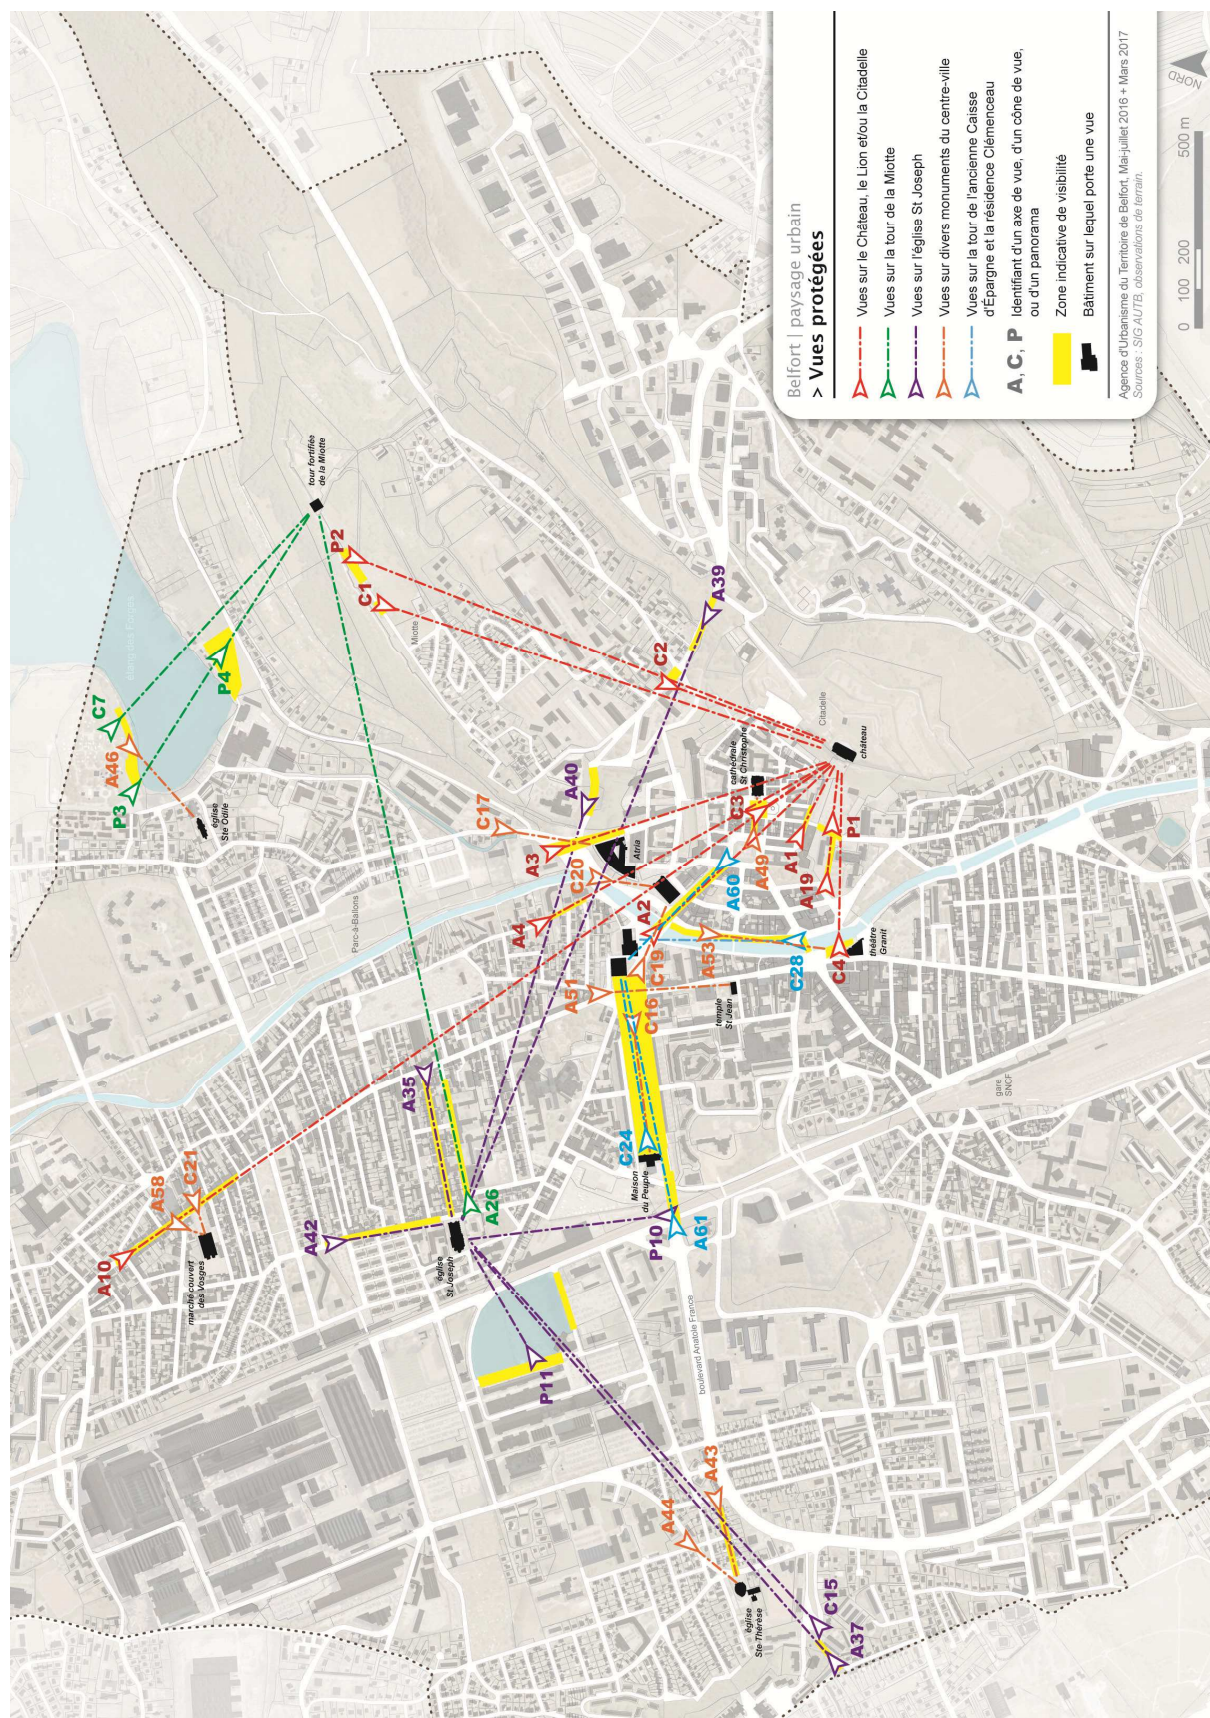 Belfort | paysage urbain
> Vues protégées
Vues sur le Château, le Lion et/ou la Citadelle
Vues sur la tour de la Miotte
Vues sur l'église St Joseph
Vues sur divers monuments du centre-ville
Vues sur la tour de l'ancienne Caisse
d'Épargne et la résidence Clémenceau
A, C, P
Identifiant d'un axe de vue, d'un cône de vue,
ou d'un panorama
Zone indicative de visibilité
Bâtiment sur lequel porte une vue
Agence d'Urbanisme du Territoire de Belfort, Mai-juillet 2016 + Mars 2017
Sources : SIG AUTB, observations de terrain.
0 100 200 500 m
NORD
A10
A58
C21
marché couvert
des Vosges
A42
église
St Joseph
A35
A26
P11
P10
A61
Maison
du Peuple
C24
boulevard Anatole France
A44
A43
église
Ste Thérèse
C15
A37
P3
A46
C7
église
Ste Odile
étang des Forges
P4
tour fortifiée
de la Miotte
P2
C1
Miotte
Parc-à-Ballons
C17
A3
A40
C20
A4
Atria
A2
A51
C19
C16
temple
St Jean
A53
A60
C28
C4
théâtre
Granit
A49
C3
cathédrale
St Christophe
A1
A19
P1
Citadelle
château
C2
A39
gare
SNCF